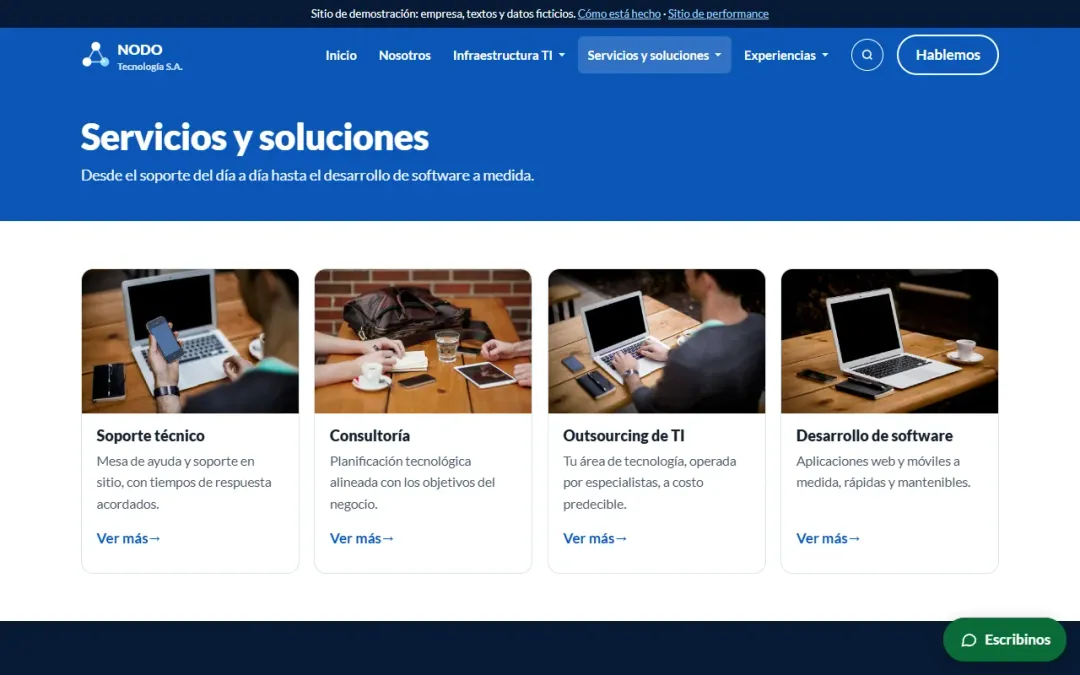 Sitio de demostración: empresa, textos y datos ficticios. Cómo está hecho · Sitio de performance
NODO
Tecnología S.A.
Inicio
Nosotros
Infraestructura TI
Servicios y soluciones
Experiencias
Hablemos
Servicios y soluciones
Desde el soporte del día a día hasta el desarrollo de software a medida.
Soporte técnico
Mesa de ayuda y soporte en
sitio, con tiempos de respuesta
acordados.
Ver más→
Consultoría
Planificación tecnológica
alineada con los objetivos del
negocio.
Ver más→
Outsourcing de TI
Tu área de tecnología, operada
por especialistas, a costo
predecible.
Ver más→
Desarrollo de software
Aplicaciones web y móviles a
medida, rápidas y mantenibles.
Ver más→
Escribinos